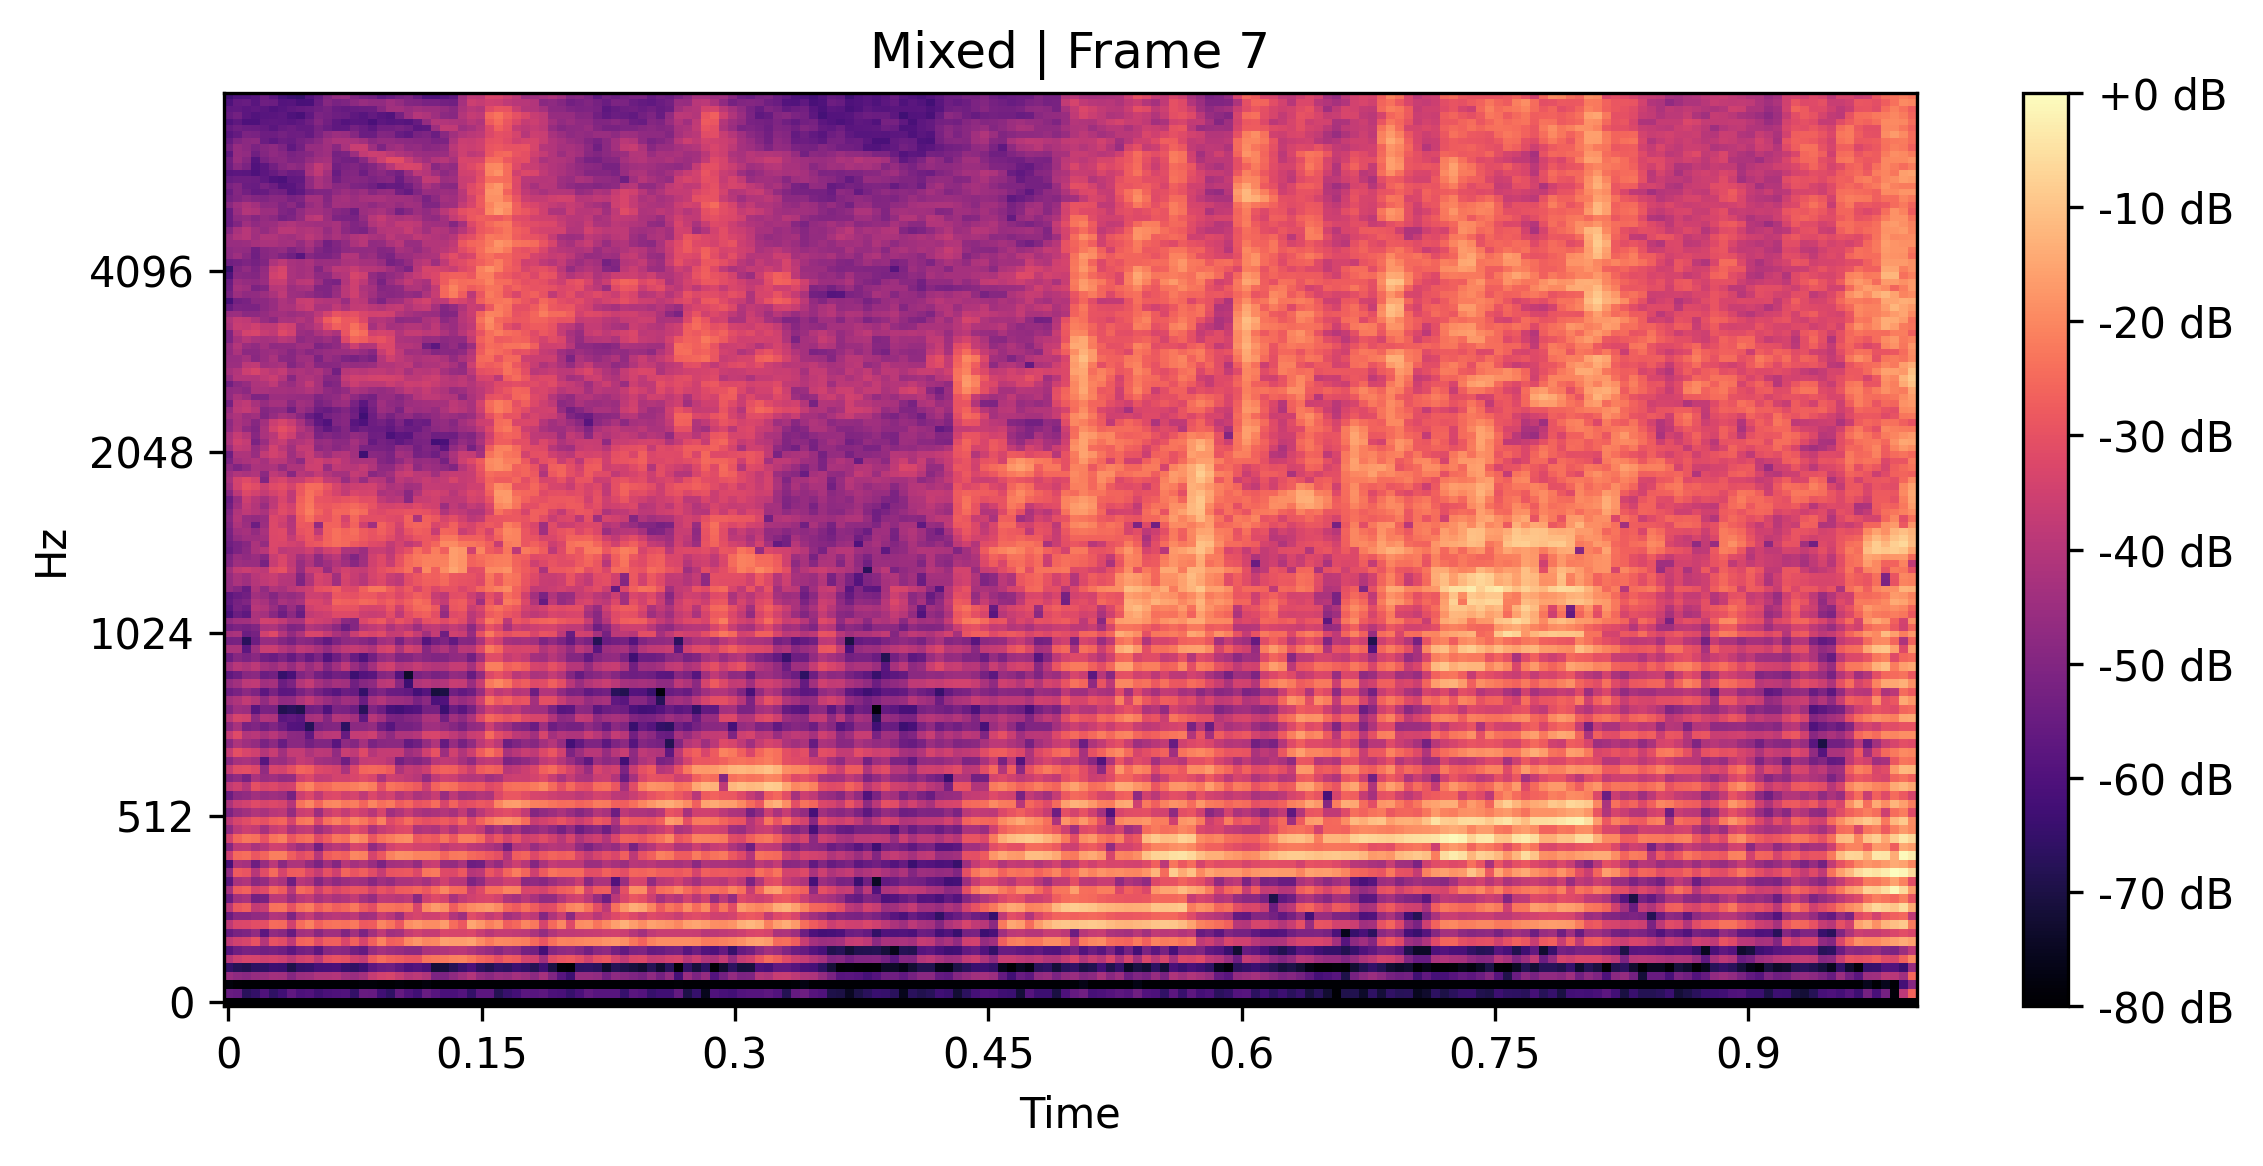 Mixed | Frame 7
Hz
4096
2048
1024
512
0
0 0.15 0.3 0.45 0.6 0.75 0.9
Time
+0 dB
-10 dB
-20 dB
-30 dB
-40 dB
-50 dB
-60 dB
-70 dB
-80 dB